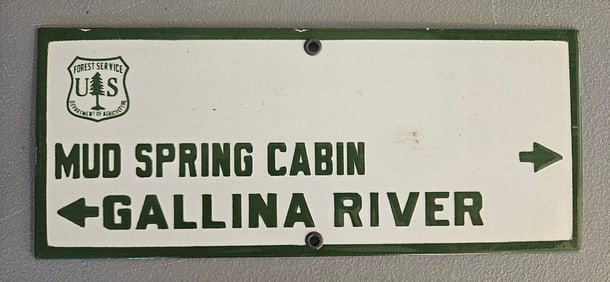 FOREST SERVICE
U S
DEPARTMENT OF AGRICULTURE
MUD SPRING CABIN
GALLINA RIVER